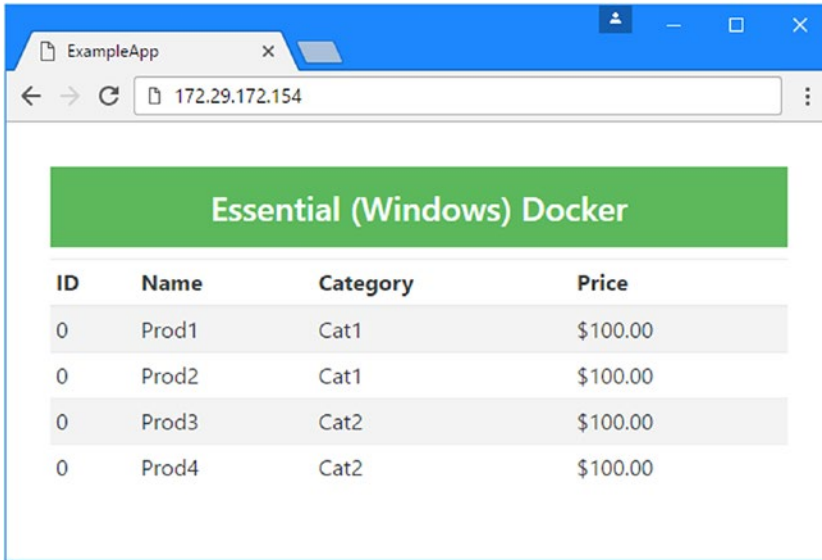 ExampleApp
172.29.172.154
Essential (Windows) Docker
ID Name Category Price
0 Prod1 Cat1 $100.00
0 Prod2 Cat1 $100.00
0 Prod3 Cat2 $100.00
0 Prod4 Cat2 $100.00